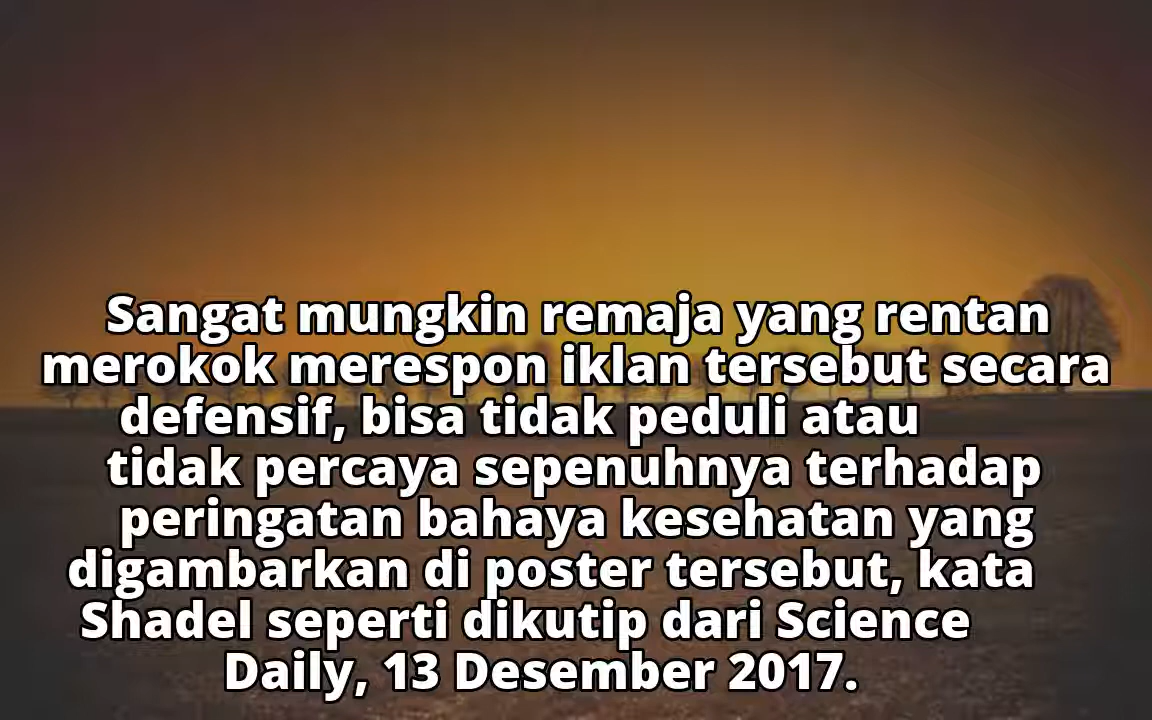 Sangat mungkin remaja yang rentan
merokok merespon iklan tersebut secara
defensif, bisa tidak peduli atau
tidak percaya sepenuhnya terhadap
peringatan bahaya kesehatan yang
digambarkan di poster tersebut, kata
Shadel seperti dikutip dari Science
Daily, 13 Desember 2017.